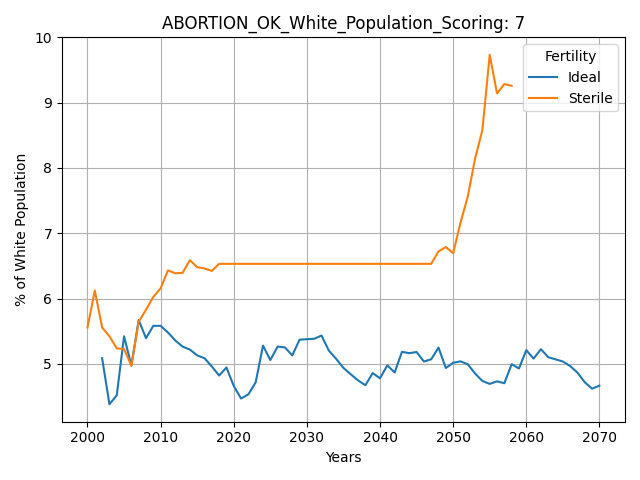 ABORTION_OK_White_Population_Scoring: 7
% of White Population
10
9
8
7
6
5
Fertility
Ideal
Sterile
2000 2010 2020 2030 2040 2050 2060 2070
Years